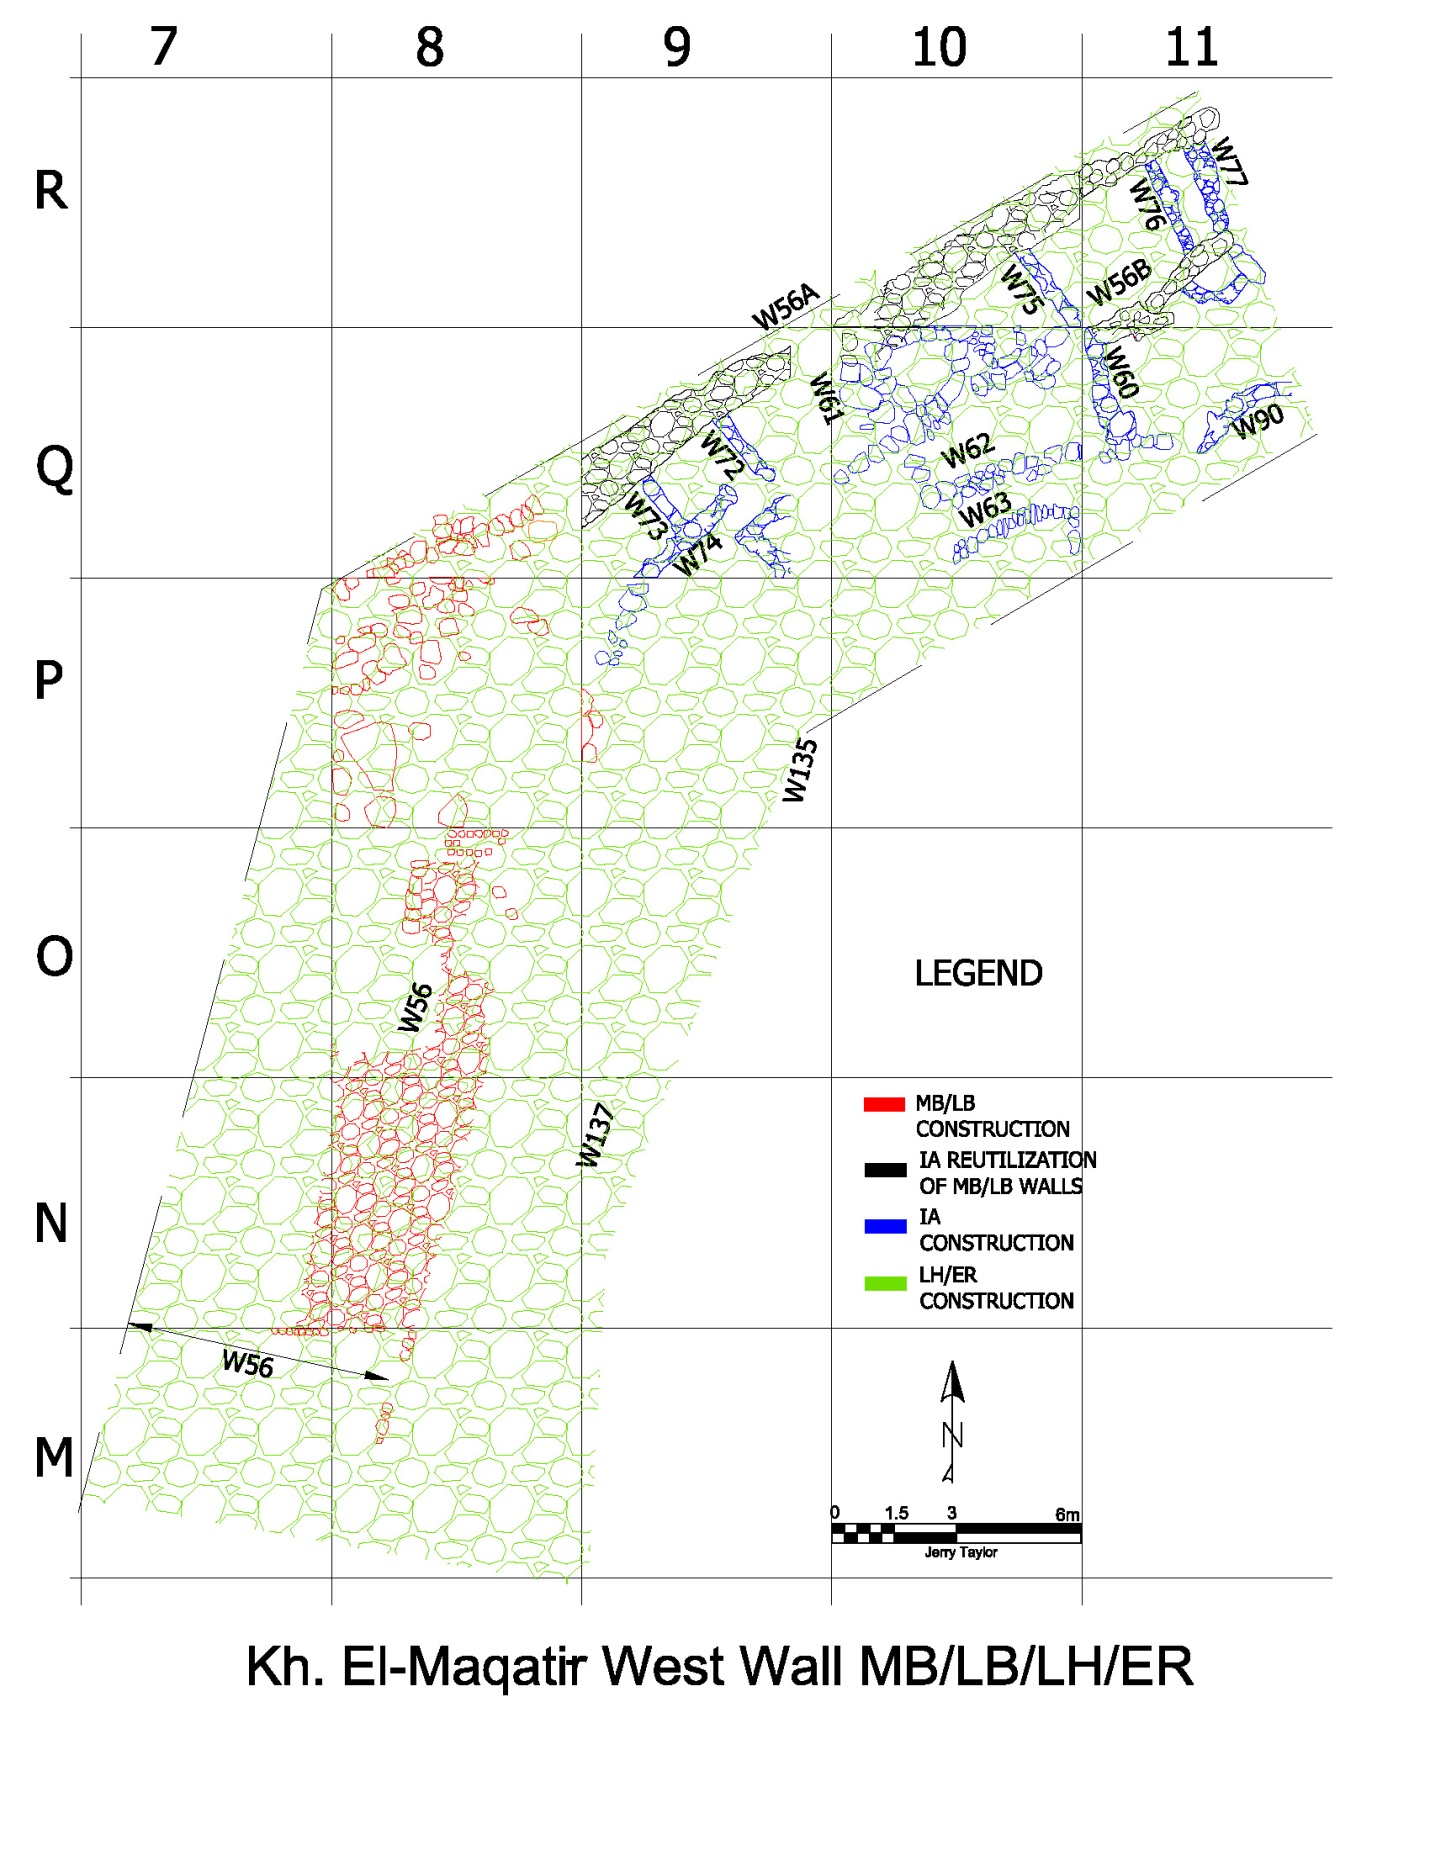 7 8 9 10 11
R
W77
W76
W56B
W75
W56A
W60
W61
Q
W90
W62
W72
W63
W73
W74
P
W135
O
LEGEND
W56
MB/LB
CONSTRUCTION
W137
IA REUTILIZATION
OF MB/LB WALLS
N
IA
CONSTRUCTION
LH/ER
CONSTRUCTION
W56
M
N
0 1.5 3 6m
Jerry Taylor
Kh. El-Maqatir West Wall MB/LB/LH/ER